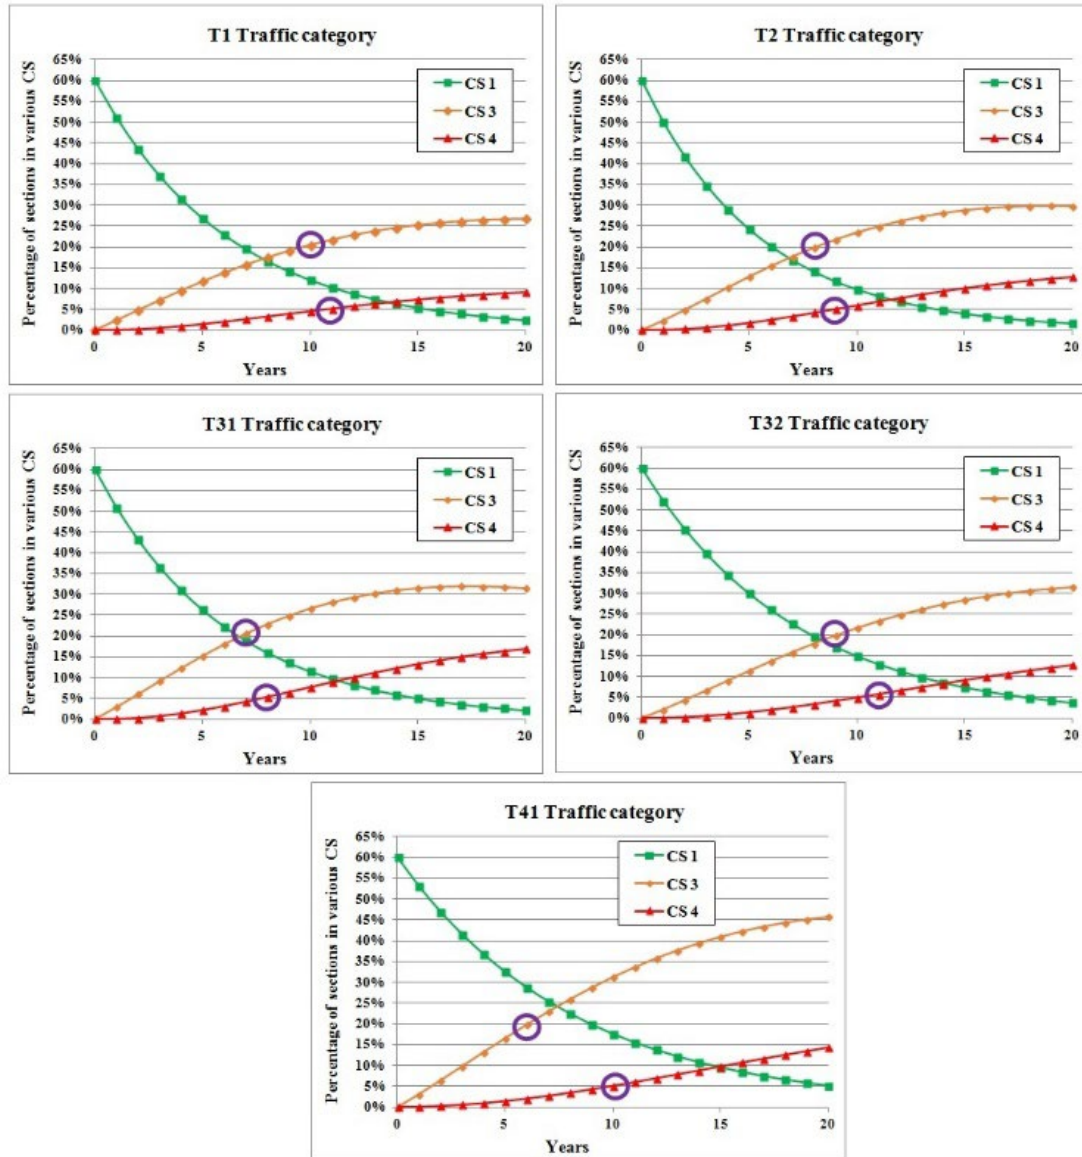 T1 Traffic category
Percentage of sections in various CS
65%
60%
55%
50%
45%
40%
35%
30%
25%
20%
15%
10%
5%
0%
CS 1
CS 3
CS 4
0 5 10 15 20
Years
T2 Traffic category
Percentage of sections in various CS
65%
60%
55%
50%
45%
40%
35%
30%
25%
20%
15%
10%
5%
0%
CS 1
CS 3
CS 4
0 5 10 15 20
Years
T31 Traffic category
Percentage of sections in various CS
65%
60%
55%
50%
45%
40%
35%
30%
25%
20%
15%
10%
5%
0%
CS 1
CS 3
CS 4
0 5 10 15 20
Years
T32 Traffic category
Percentage of sections in various CS
65%
60%
55%
50%
45%
40%
35%
30%
25%
20%
15%
10%
5%
0%
CS 1
CS 3
CS 4
0 5 10 15 20
Years
T41 Traffic category
Percentage of sections in various CS
65%
60%
55%
50%
45%
40%
35%
30%
25%
20%
15%
10%
5%
0%
CS 1
CS 3
CS 4
0 5 10 15 20
Years